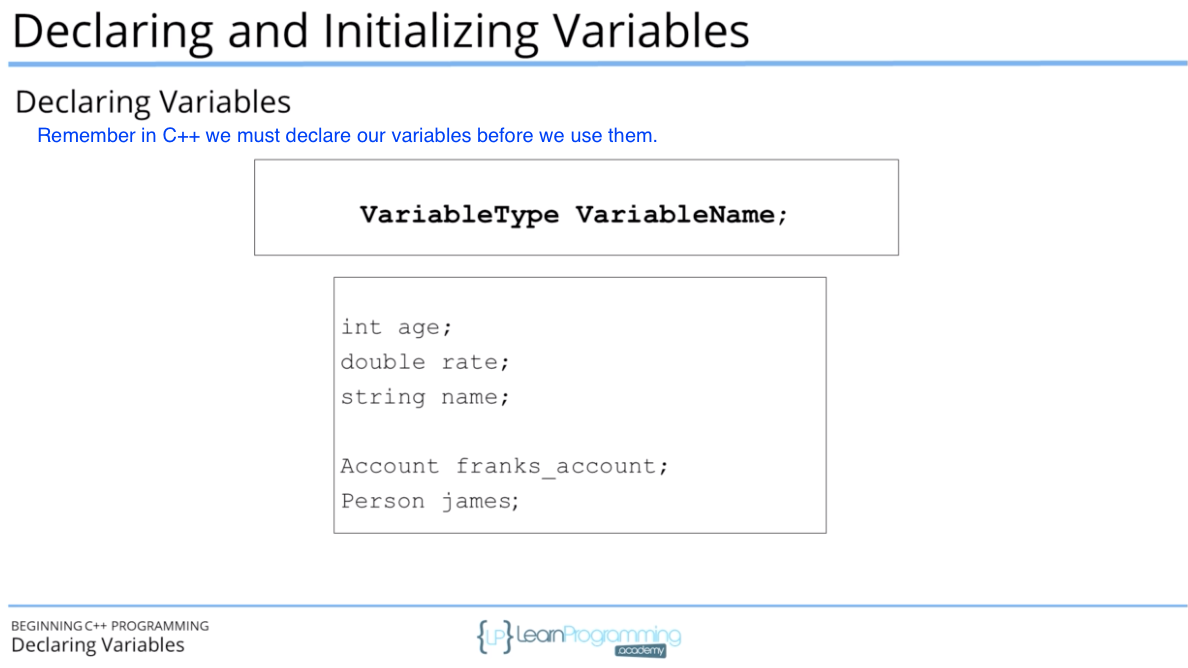 Declaring and Initializing Variables
Declaring Variables
Remember in C++ we must declare our variables before we use them.
VariableType VariableName;
int age;
double rate;
string name;
Account franks_account;
Person james;
BEGINNING C++ PROGRAMMING
Declaring Variables
{LP} LearnProgramming
academy